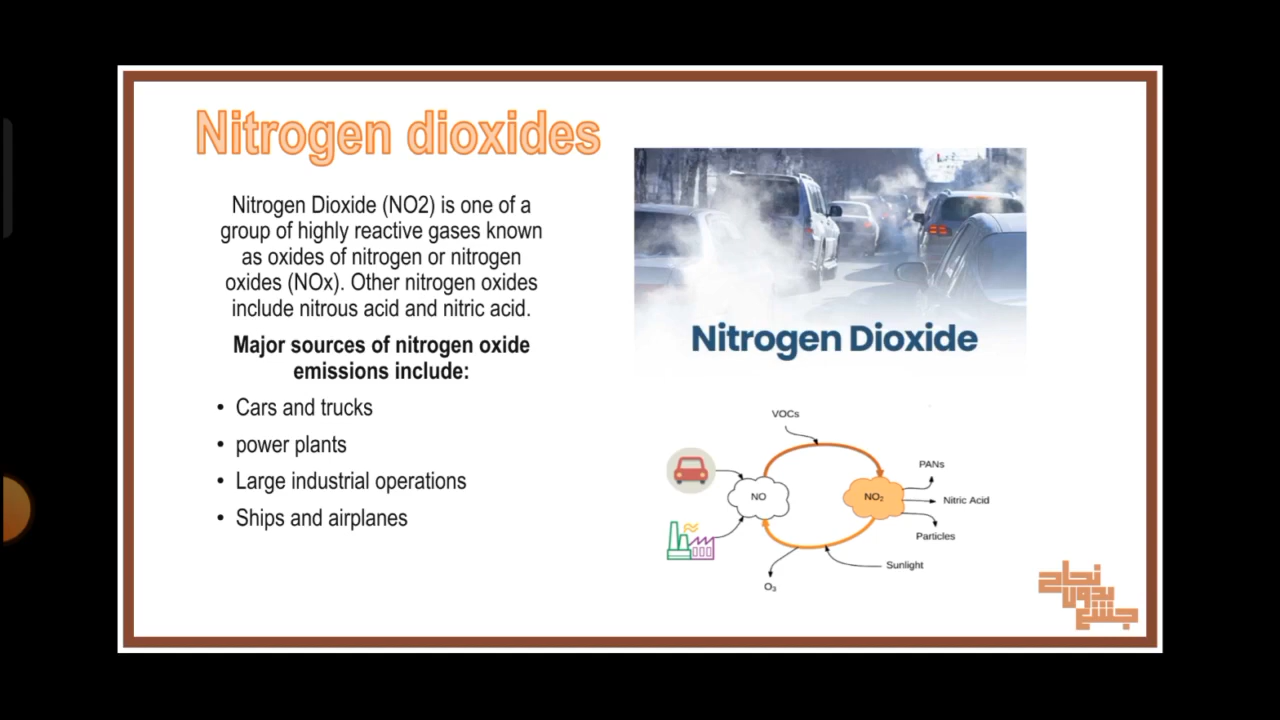 Nitrogen dioxides
Nitrogen Dioxide (NO2) is one of a
group of highly reactive gases known
as oxides of nitrogen or nitrogen
oxides (NOx). Other nitrogen oxides
include nitrous acid and nitric acid.
Major sources of nitrogen oxide
emissions include:
• Cars and trucks
• power plants
• Large industrial operations
• Ships and airplanes
Nitrogen Dioxide
VOCs
NO
NO₂
PANs
Nitric Acid
Particles
Sunlight
O₃
نجاح
بدون
جشع